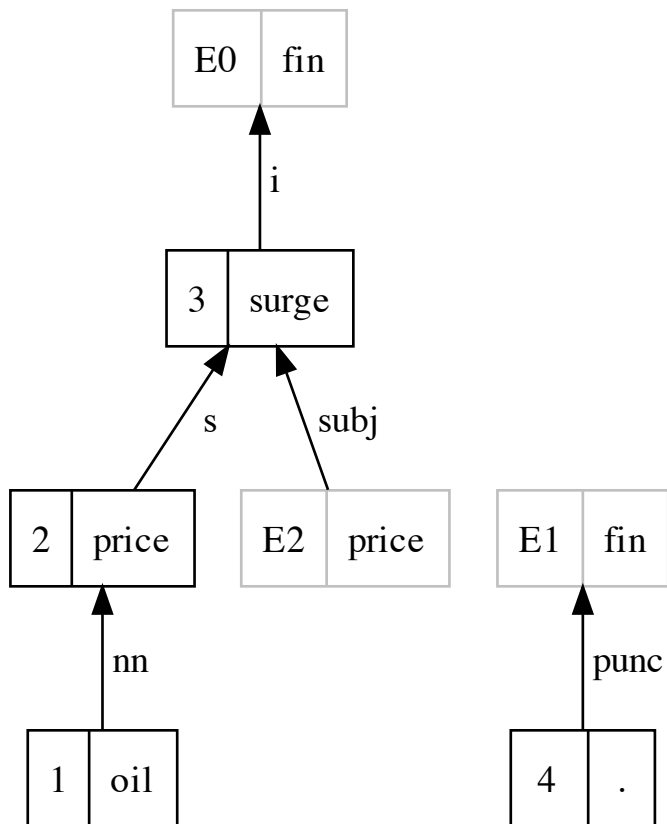 E0 fin
i
3 surge
s subj
2 price E2 price E1 fin
nn punc
1 oil 4 .